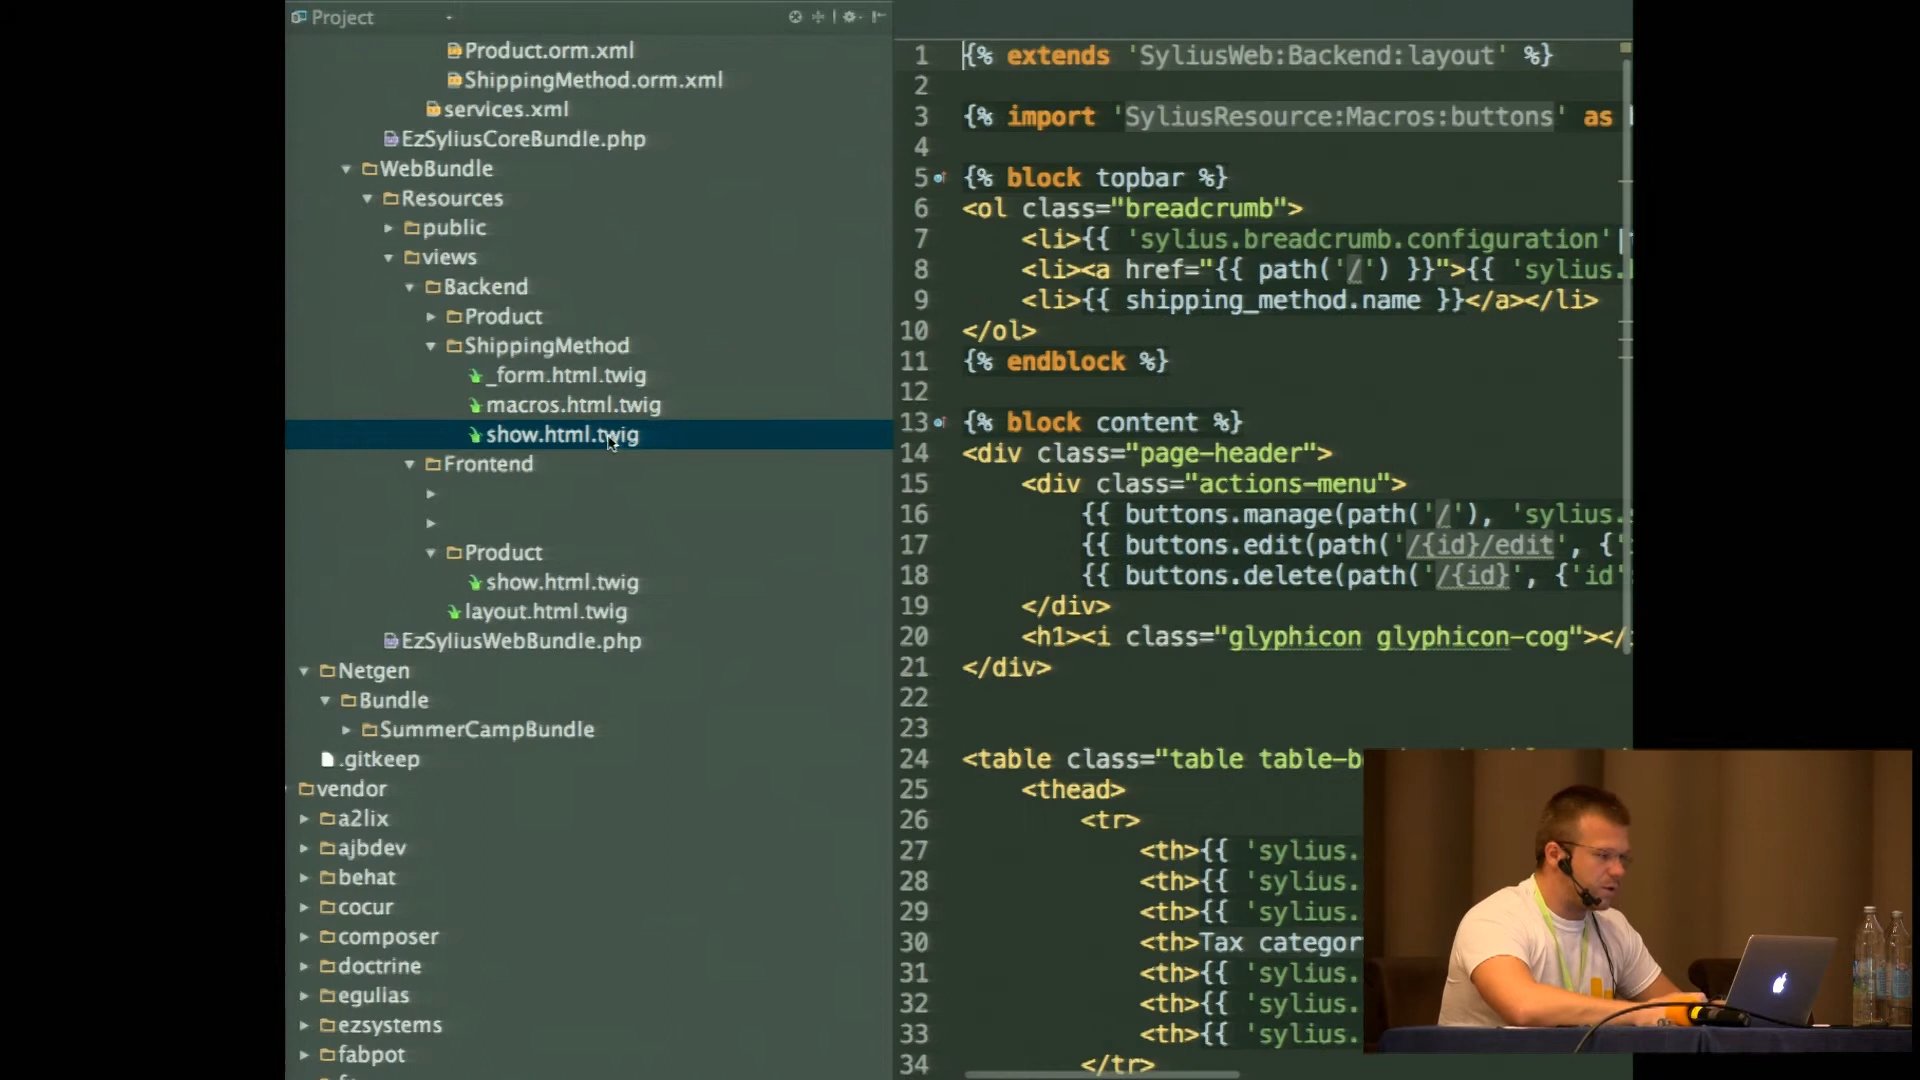 Project
Product.orm.xml
ShippingMethod.orm.xml
services.xml
EzSyliusCoreBundle.php
WebBundle
Resources
public
views
Backend
Product
ShippingMethod
_form.html.twig
macros.html.twig
show.html.twig
Frontend
Product
show.html.twig
layout.html.twig
EzSyliusWebBundle.php
Netgen
Bundle
SummerCampBundle
.gitkeep
vendor
a2lix
ajbdev
behat
cocur
composer
doctrine
egulias
ezsystems
fabpot
1 {% extends 'SyliusWeb:Backend:layout' %}
2
3 {% import 'SyliusResource:Macros:buttons' as
4
5 {% block topbar %}
6 <ol class="breadcrumb">
7 <li>{{ 'sylius.breadcrumb.configuration'|
8 <li><a href="{{ path('/') }}">{{ 'sylius.
9 <li>{{ shipping_method.name }}</a></li>
10 </ol>
11 {% endblock %}
12
13 {% block content %}
14 <div class="page-header">
15 <div class="actions-menu">
16 {{ buttons.manage(path('/'), 'sylius.
17 {{ buttons.edit(path('/{id}/edit', {'
18 {{ buttons.delete(path('/{id}', {'id'
19 </div>
20 <h1><i class="glyphicon glyphicon-cog"></
21 </div>
22
23
24 <table class="table table-b
25 <thead>
26 <tr>
27 <th>{{ 'sylius.
28 <th>{{ 'sylius.
29 <th>{{ 'sylius.
30 <th>Tax categor
31 <th>{{ 'sylius.
32 <th>{{ 'sylius.
33 <th>{{ 'sylius.
34 </tr>